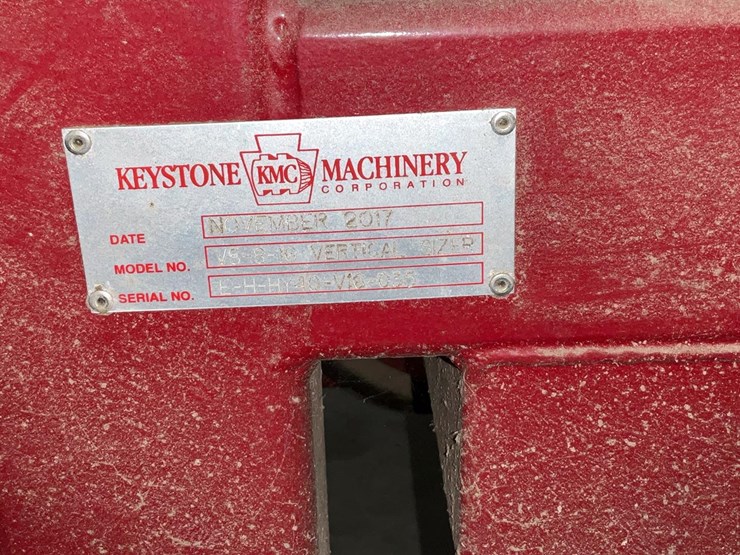 KEYSTONE KMC MACHINERY
CORPORATION
DATE NOVEMBER 2017
MODEL NO. VERTICAL SIZER
SERIAL NO.